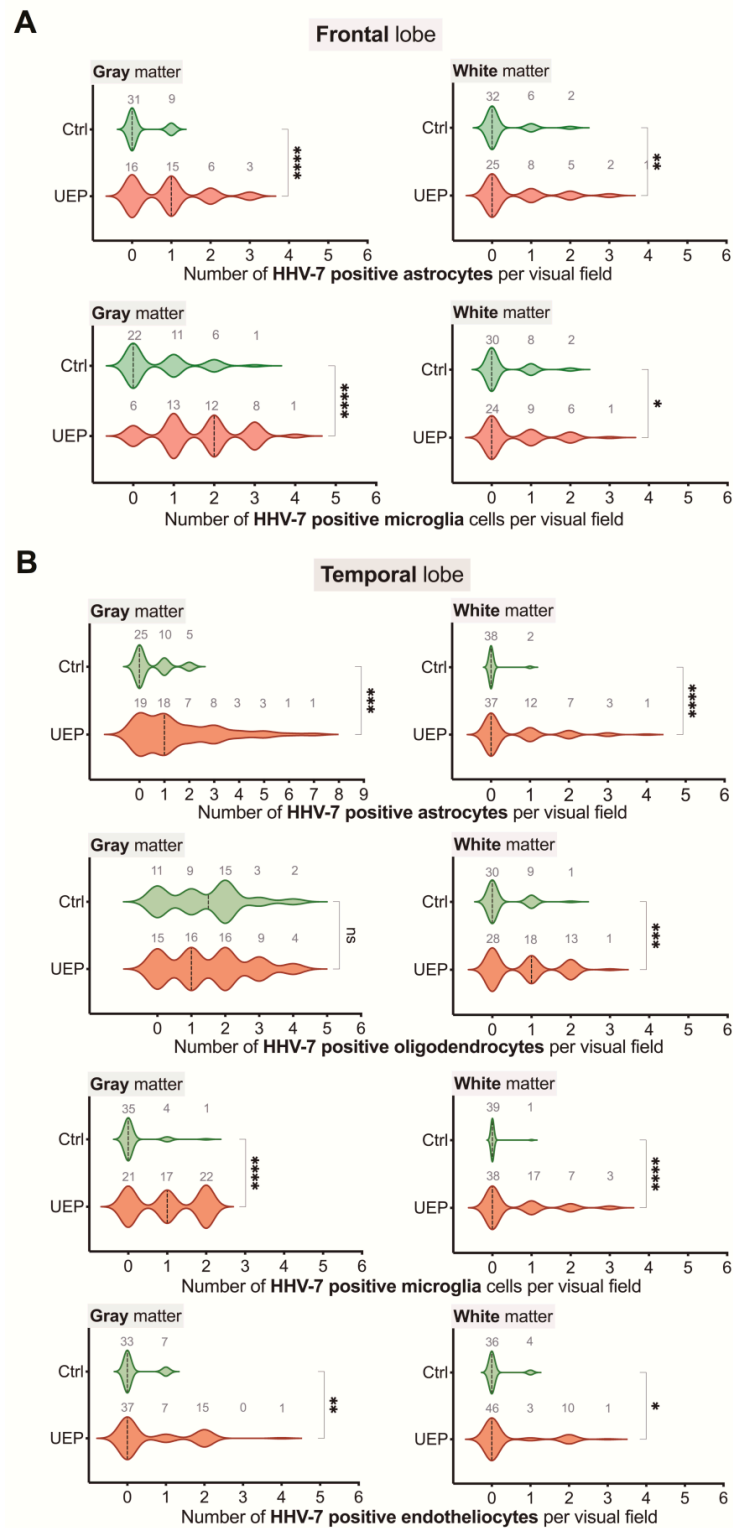 A
Frontal lobe
Gray matter
White matter
31 9
32 6 2
Ctrl
Ctrl
****
**
16 15 6 3
25 8 5 2 1
UEP
UEP
0 1 2 3 4 5 6
0 1 2 3 4 5 6
Number of HHV-7 positive astrocytes per visual field
Gray matter
White matter
22 11 6 1
30 8 2
Ctrl
Ctrl
****
*
6 13 12 8 1
24 9 6 1
UEP
UEP
0 1 2 3 4 5 6
0 1 2 3 4 5 6
Number of HHV-7 positive microglia cells per visual field
B
Temporal lobe
Gray matter
White matter
25 10 5
38 2
Ctrl
Ctrl
***
****
19 18 7 8 3 3 1 1
37 12 7 3 1
UEP
UEP
0 1 2 3 4 5 6 7 8 9
0 1 2 3 4 5 6
Number of HHV-7 positive astrocytes per visual field
Gray matter
White matter
11 9 15 3 2
30 9 1
Ctrl
Ctrl
ns
***
15 16 16 9 4
28 18 13 1
UEP
UEP
0 1 2 3 4 5 6
0 1 2 3 4 5 6
Number of HHV-7 positive oligodendrocytes per visual field
Gray matter
White matter
35 4 1
39 1
Ctrl
Ctrl
****
****
21 17 22
38 17 7 3
UEP
UEP
0 1 2 3 4 5 6
0 1 2 3 4 5 6
Number of HHV-7 positive microglia cells per visual field
Gray matter
White matter
33 7
36 4
Ctrl
Ctrl
**
*
37 7 15 0 1
46 3 10 1
UEP
UEP
0 1 2 3 4 5 6
0 1 2 3 4 5 6
Number of HHV-7 positive endotheliocytes per visual field